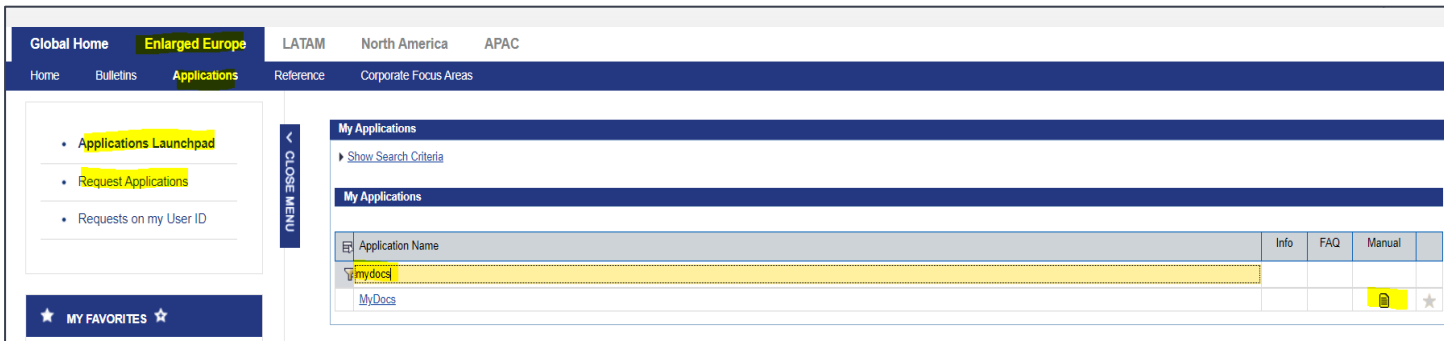 Global Home Enlarged Europe LATAM North America APAC
Home Bulletins Applications Reference Corporate Focus Areas
Applications Launchpad
Request Applications
Requests on my User ID
MY FAVORITES
CLOSE MENU
My Applications
Show Search Criteria
My Applications
Application Name Info FAQ Manual
mydocs
MyDocs